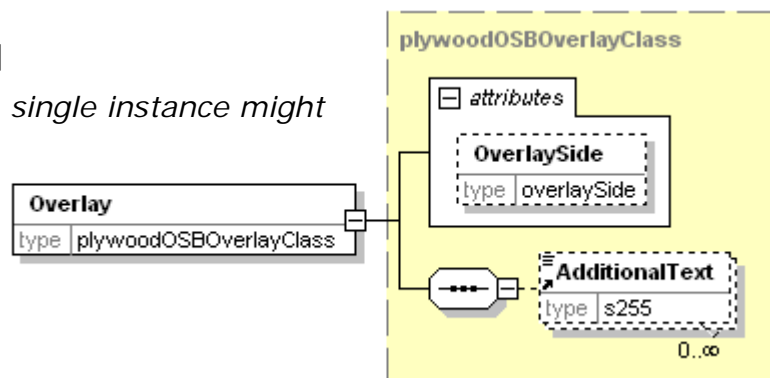 plywoodOSBOverlayClass
single instance might
attributes
OverlaySide
type overlaySide
Overlay
type plywoodOSBOverlayClass
AdditionalText
type s255
0..∞